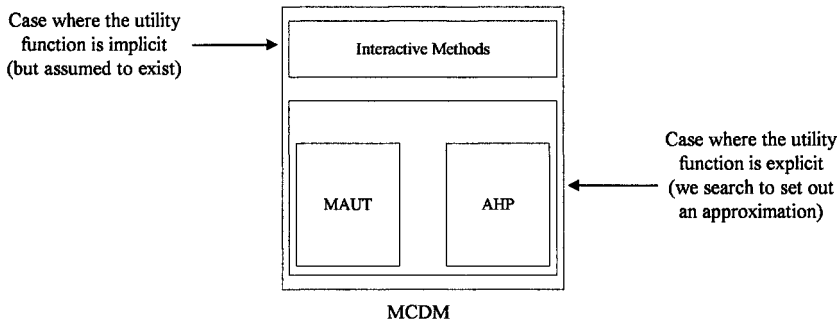 Case where the utility
function is implicit
(but assumed to exist)
Interactive Methods
Case where the utility
function is explicit
(we search to set out
an approximation)
MAUT
AHP
MCDM